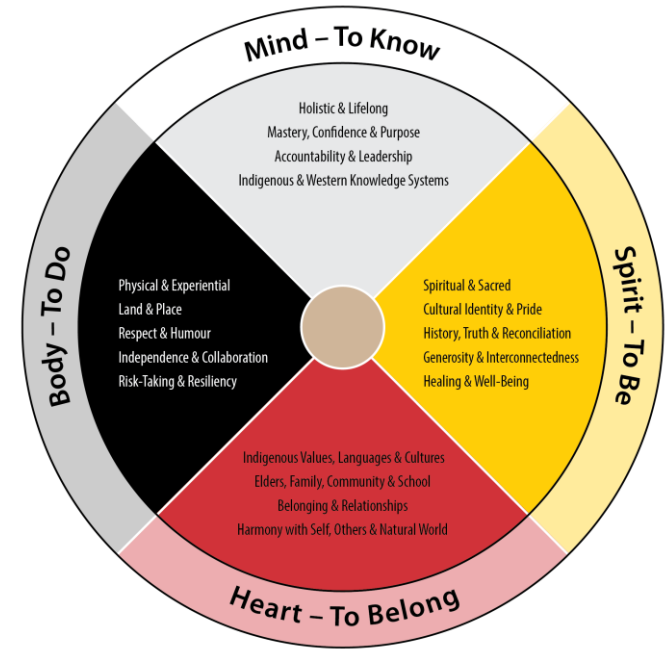 Mind – To Know
Holistic & Lifelong
Mastery, Confidence & Purpose
Accountability & Leadership
Indigenous & Western Knowledge Systems
Body – To Do
Physical & Experiential
Land & Place
Respect & Humour
Independence & Collaboration
Risk-Taking & Resiliency
Spiritual & Sacred
Cultural Identity & Pride
History, Truth & Reconciliation
Generosity & Interconnectedness
Healing & Well-Being
Spirit – To Be
Indigenous Values, Languages & Cultures
Elders, Family, Community & School
Belonging & Relationships
Harmony with Self, Others & Natural World
Heart – To Belong